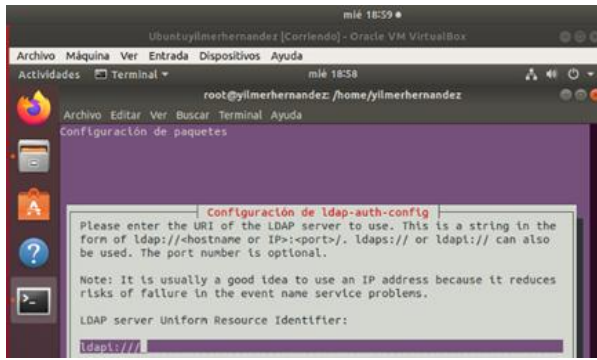 mié 18:59
Ubuntuyilmerhernandez [Corriendo] - Oracle VM VirtualBox
Archivo Máquina Ver Entrada Dispositivos Ayuda
Actividades Terminal mié 18:58
root@yilmerhernandez: /home/yilmerhernandez
Archivo Editar Ver Buscar Terminal Ayuda
Configuración de paquetes
Configuración de ldap-auth-config
Please enter the URI of the LDAP server to use. This is a string in the
form of ldap://<hostname or IP>:<port>/. ldaps:// or ldapi:// can also
be used. The port number is optional.
Note: It is usually a good idea to use an IP address because it reduces
risks of failure in the event name service problems.
LDAP server Uniform Resource Identifier:
ldapi:///